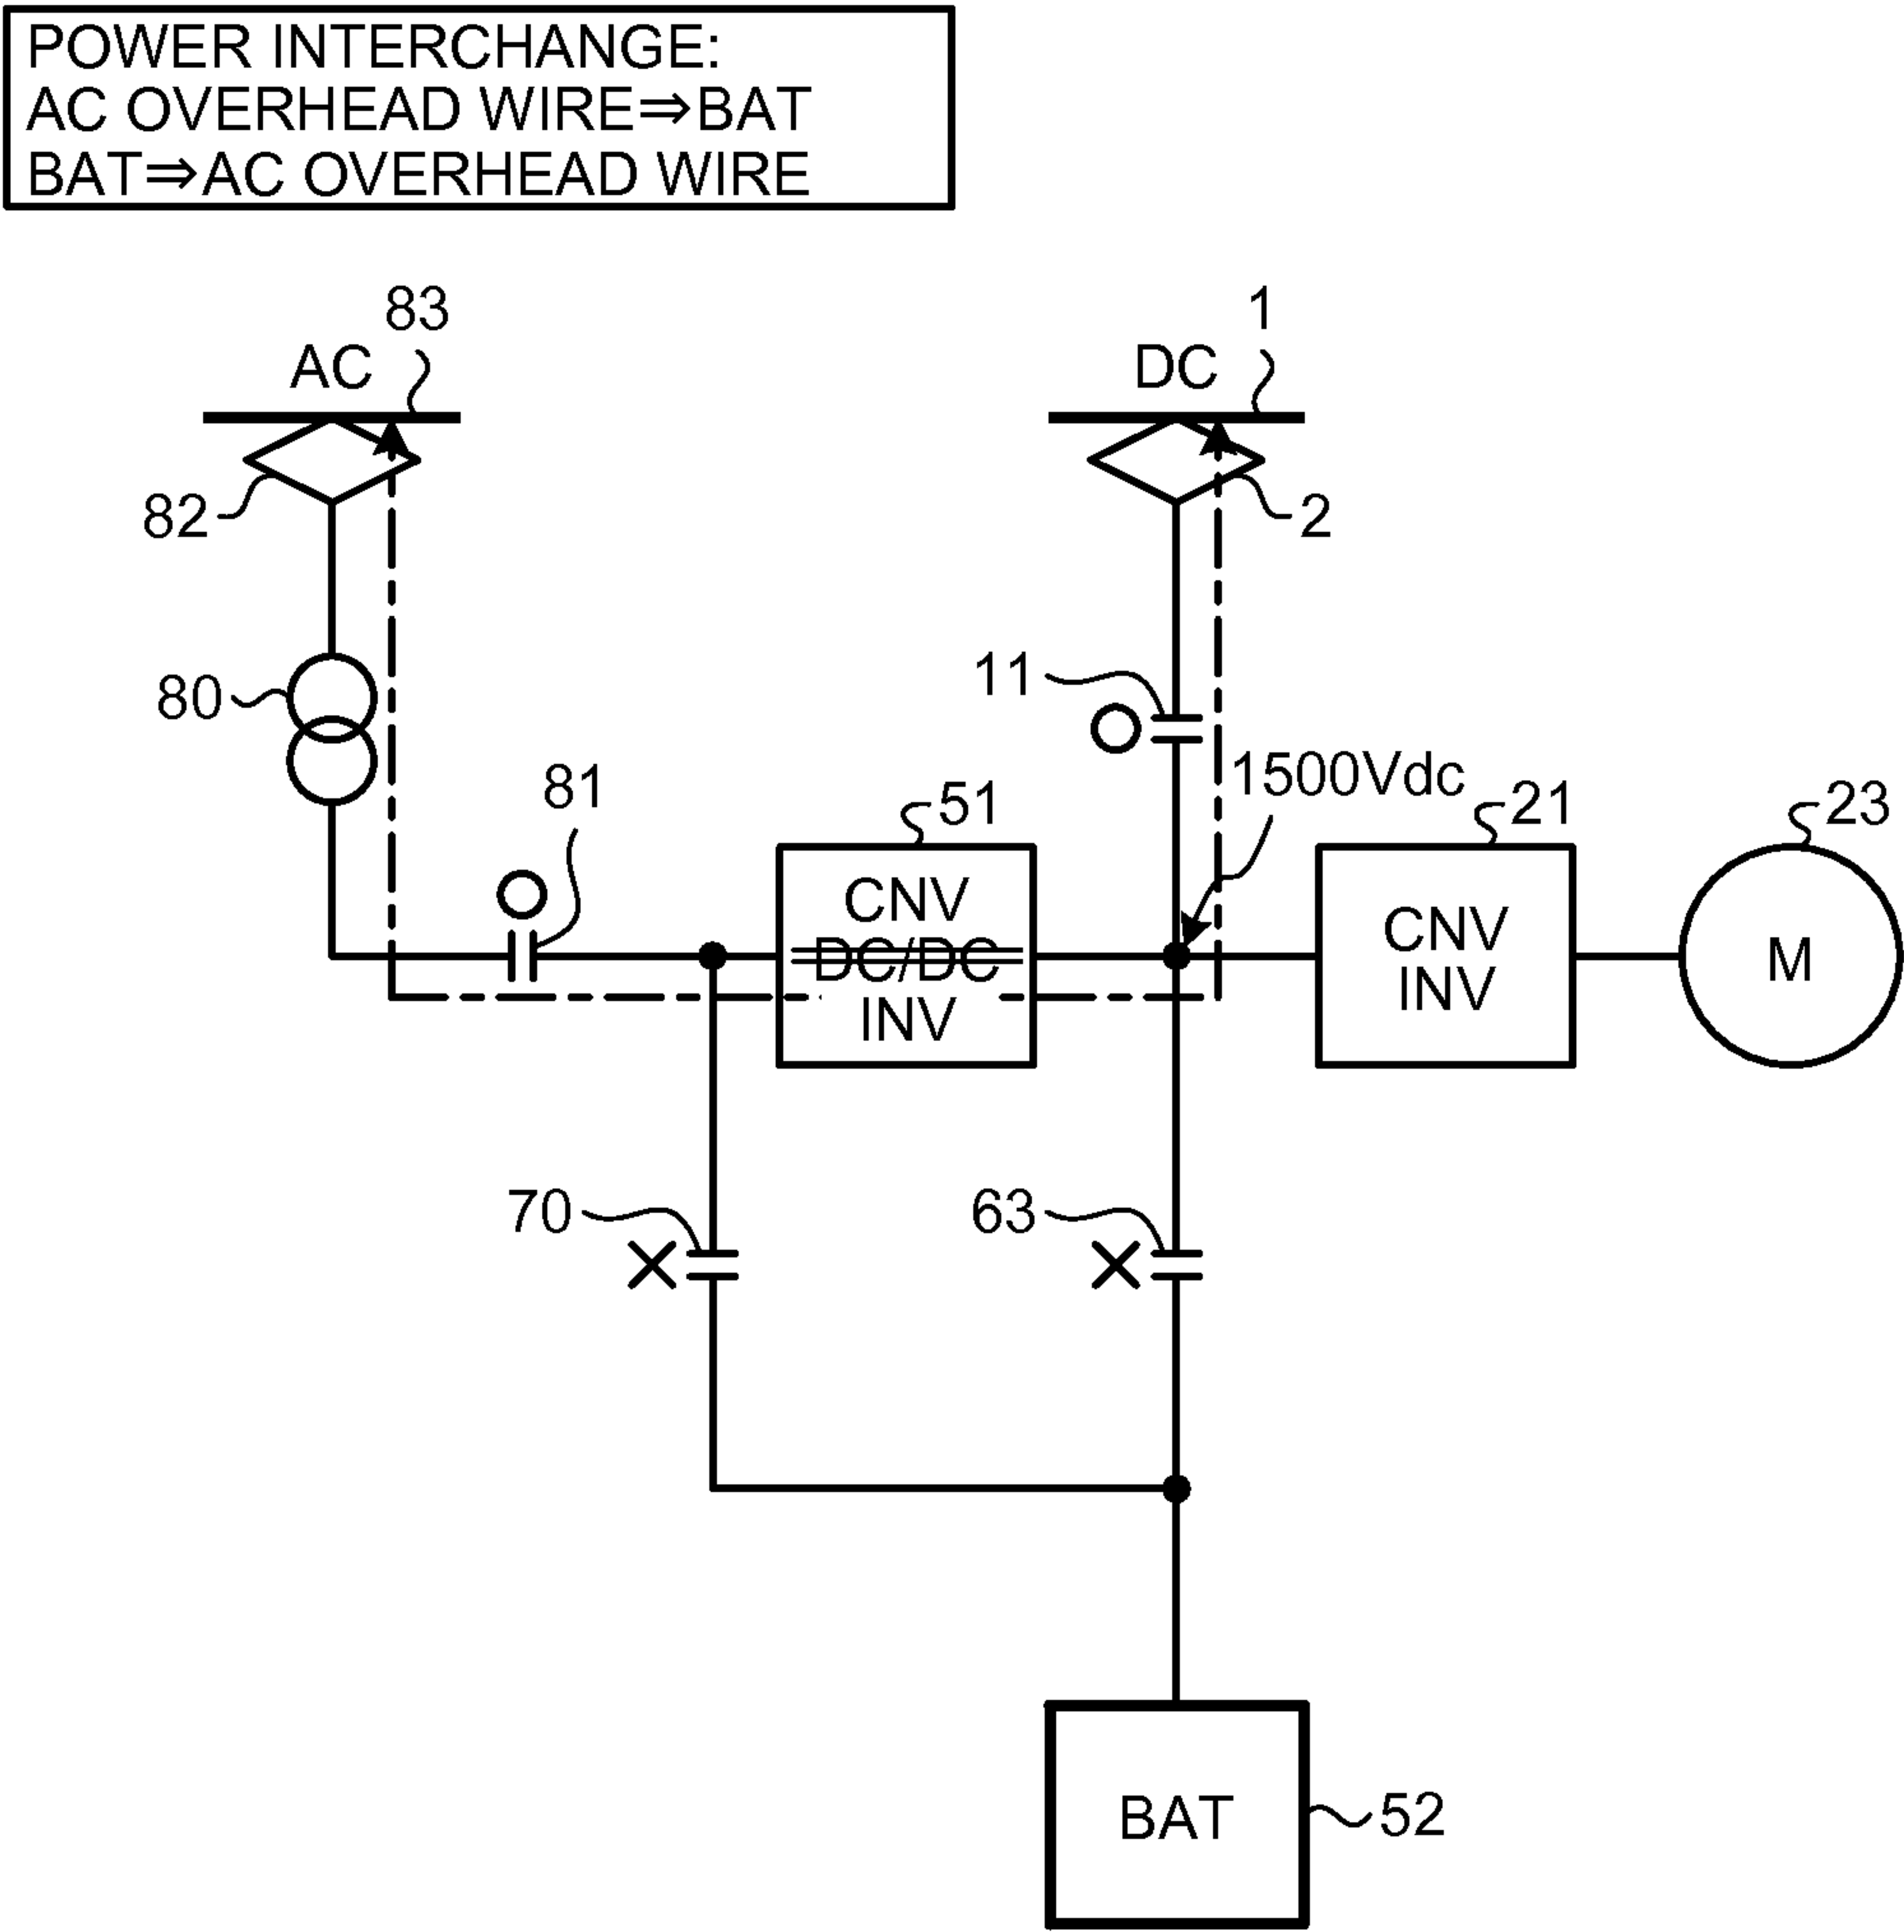 POWER INTERCHANGE:
AC OVERHEAD WIRE⇒BAT
BAT⇒AC OVERHEAD WIRE
83
1
AC
DC
82
2
80
11
81
1500Vdc
51
21
23
CNV
DC/DC
INV
CNV
INV
M
70
63
BAT
52